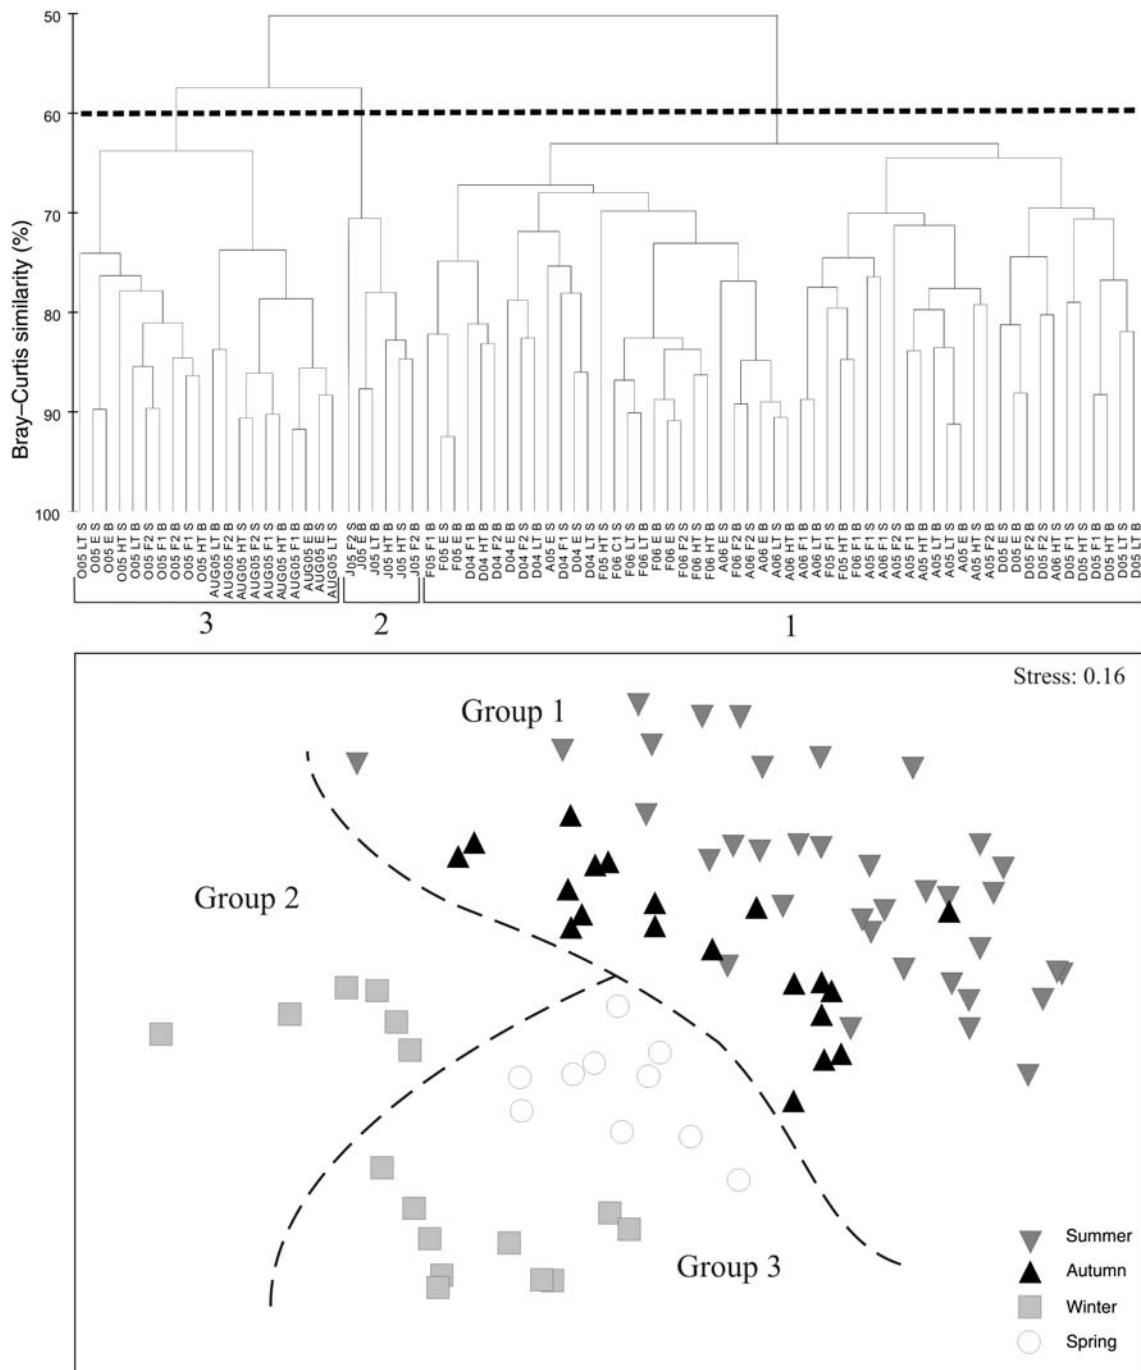 50
60
70
80
90
100
Bray–Curtis similarity (%)
O05 LT S
O05 E S
O05 E B
O05 HT S
O05 LT B
O05 F2 S
O05 F1 B
O05 F2 B
O05 F1 S
O05 HT B
AUG05 LT B
AUG05 F2 B
AUG05 HT S
AUG05 F2 S
AUG05 F1 S
AUG05 HT B
AUG05 F1 B
AUG05 E B
AUG05 E S
AUG05 LT S
J05 F2 S
J05 E B
J05 LT B
J05 HT B
J05 HT S
J05 F2 B
F05 F1 B
F05 E S
F05 E B
D04 F1 B
D04 HT B
D04 F2 B
D04 E B
D04 F2 S
D04 LT B
A05 E S
D04 F1 S
D04 E S
D04 LT S
F05 HT S
F06 C1 S
F06 LT S
F06 LT B
F06 E B
F06 E S
F06 F2 S
F06 HT S
F06 HT B
A06 E S
F06 F2 B
A06 F2 S
A06 E B
A06 LT S
A06 HT B
A06 LT B
F06 F1 B
F05 HT B
F06 F1 S
A05 F1 S
A05 F1 B
A05 F2 S
A05 HT B
A05 LT B
A05 LT S
A05 E B
A05 HT S
D05 E S
D05 E B
D05 F2 B
D05 F2 S
A06 HT S
D05 F1 S
D05 F1 B
D05 HT B
D05 HT S
D05 LT S
D05 LT B
3
2
1
Stress: 0.16
Group 1
Group 2
Group 3
Summer
Autumn
Winter
Spring